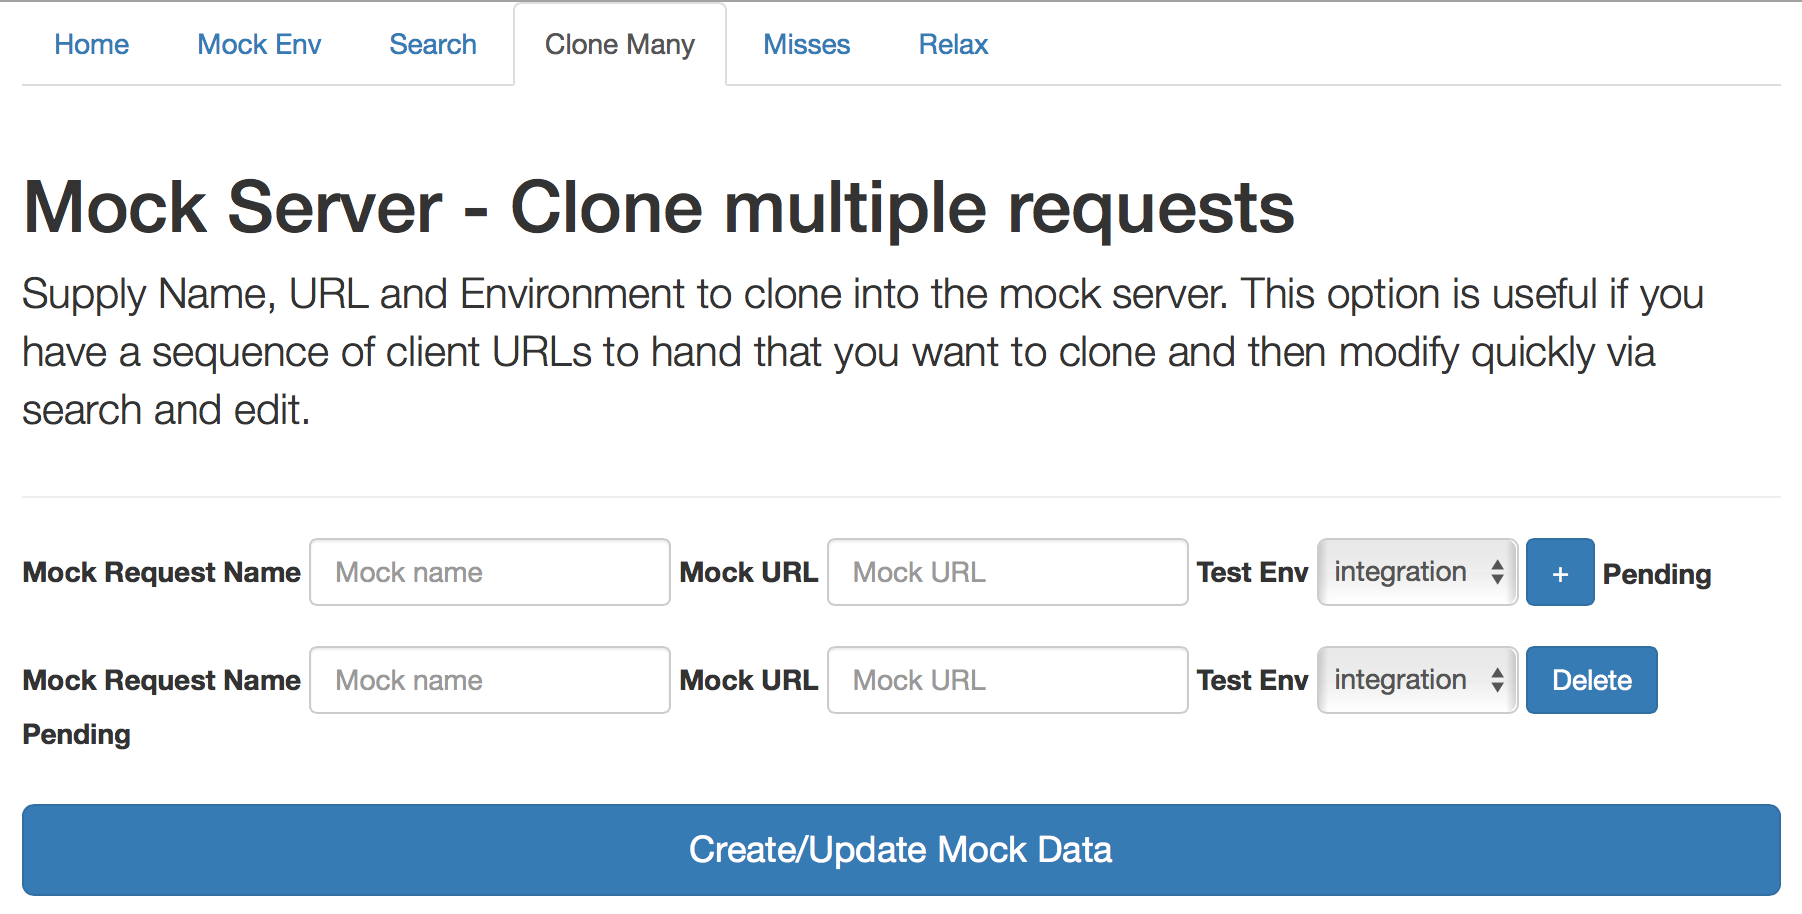 Home Mock Env Search Clone Many Misses Relax
Mock Server - Clone multiple requests
Supply Name, URL and Environment to clone into the mock server. This option is useful if you
have a sequence of client URLs to hand that you want to clone and then modify quickly via
search and edit.
Mock Request Name Mock name Mock URL Mock URL Test Env integration + Pending
Mock Request Name Mock name Mock URL Mock URL Test Env integration Delete
Pending
Create/Update Mock Data